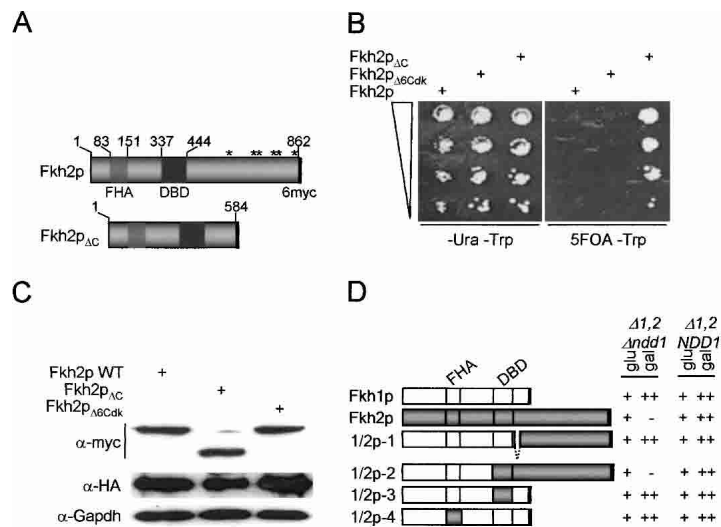 A
1 83 151 337 444 * ** ** 862
Fkh2p
FHA DBD 6myc
1 584
Fkh2pΔC
B
Fkh2pΔC +
Fkh2pΔ6Cdk + +
Fkh2p + +
+
-Ura -Trp 5FOA -Trp
C
Fkh2p WT +
Fkh2pΔC +
Fkh2pΔ6Cdk +
α-myc
α-HA
α-Gapdh
D
Δ1,2 Δndd1 Δ1,2 NDD1
glu gal glu gal
FHA DBD
Fkh1p + ++ + ++
Fkh2p + - + ++
1/2p-1 + ++ + ++
1/2p-2 + - + ++
1/2p-3 + ++ + ++
1/2p-4 + ++ + ++